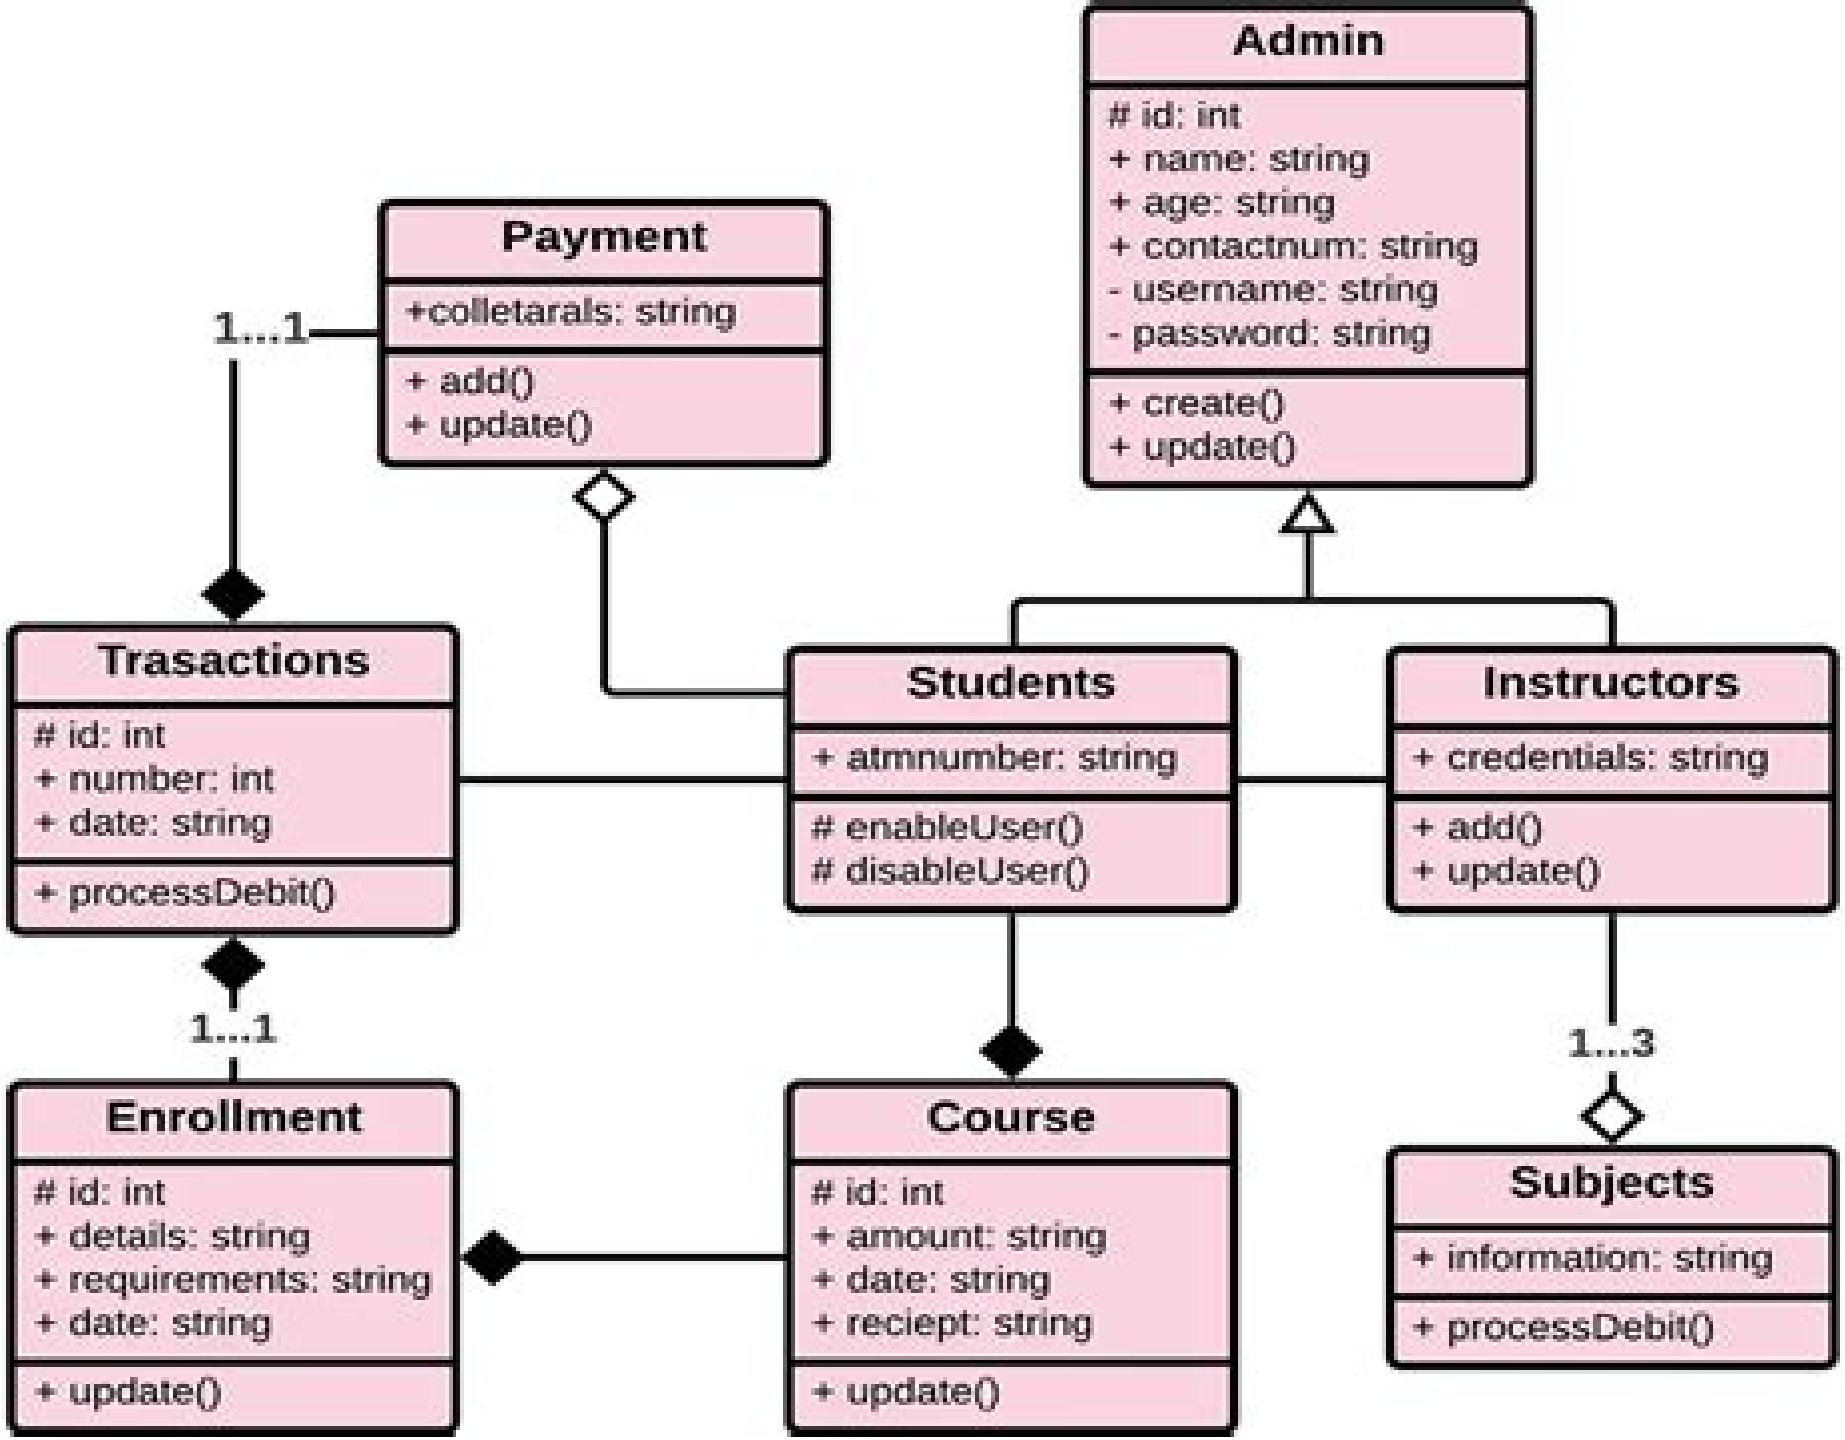 Admin
# id: int
+ name: string
+ age: string
+ contactnum: string
- username: string
- password: string
+ create()
+ update()
Payment
+colletarals: string
+ add()
+ update()
1...1
Trasactions
# id: int
+ number: int
+ date: string
+ processDebit()
Students
+ atmnumber: string
# enableUser()
# disableUser()
Instructors
+ credentials: string
+ add()
+ update()
1...1
1...3
Enrollment
# id: int
+ details: string
+ requirements: string
+ date: string
+ update()
Course
# id: int
+ amount: string
+ date: string
+ reciept: string
+ update()
Subjects
+ information: string
+ processDebit()